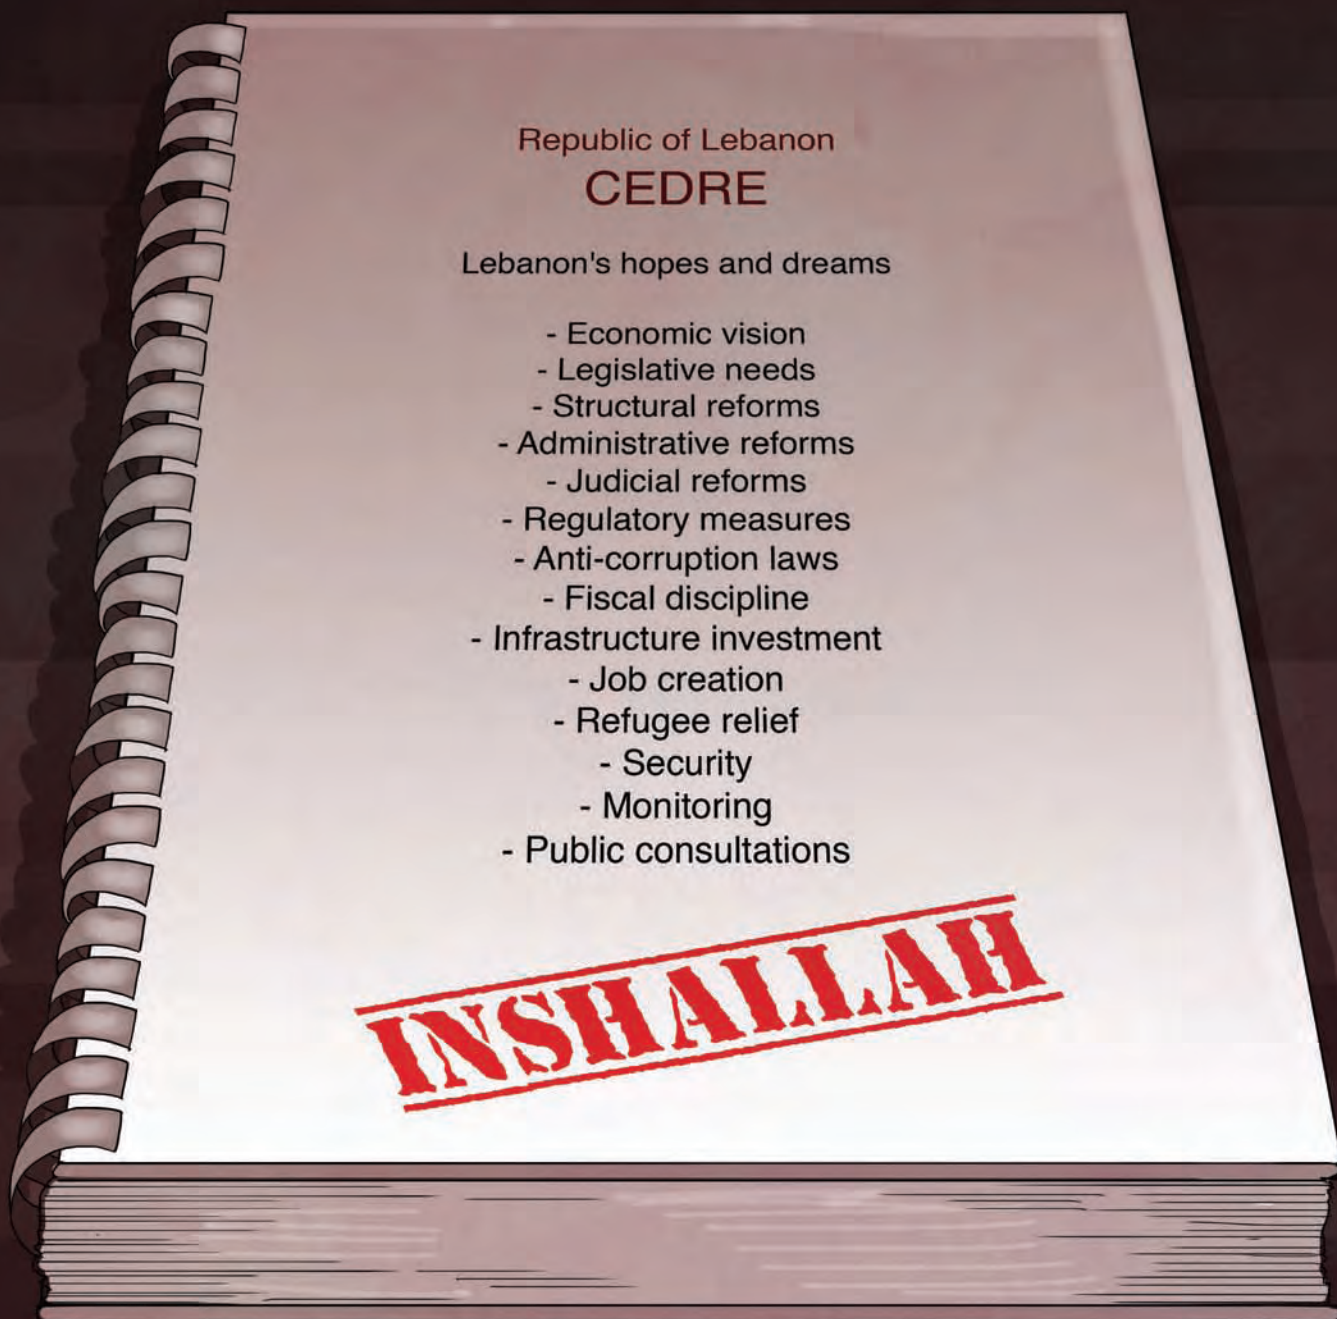 Republic of Lebanon
CEDRE
Lebanon's hopes and dreams
- Economic vision
- Legislative needs
- Structural reforms
- Administrative reforms
- Judicial reforms
- Regulatory measures
- Anti-corruption laws
- Fiscal discipline
- Infrastructure investment
- Job creation
- Refugee relief
- Security
- Monitoring
- Public consultations
INSHALLAH